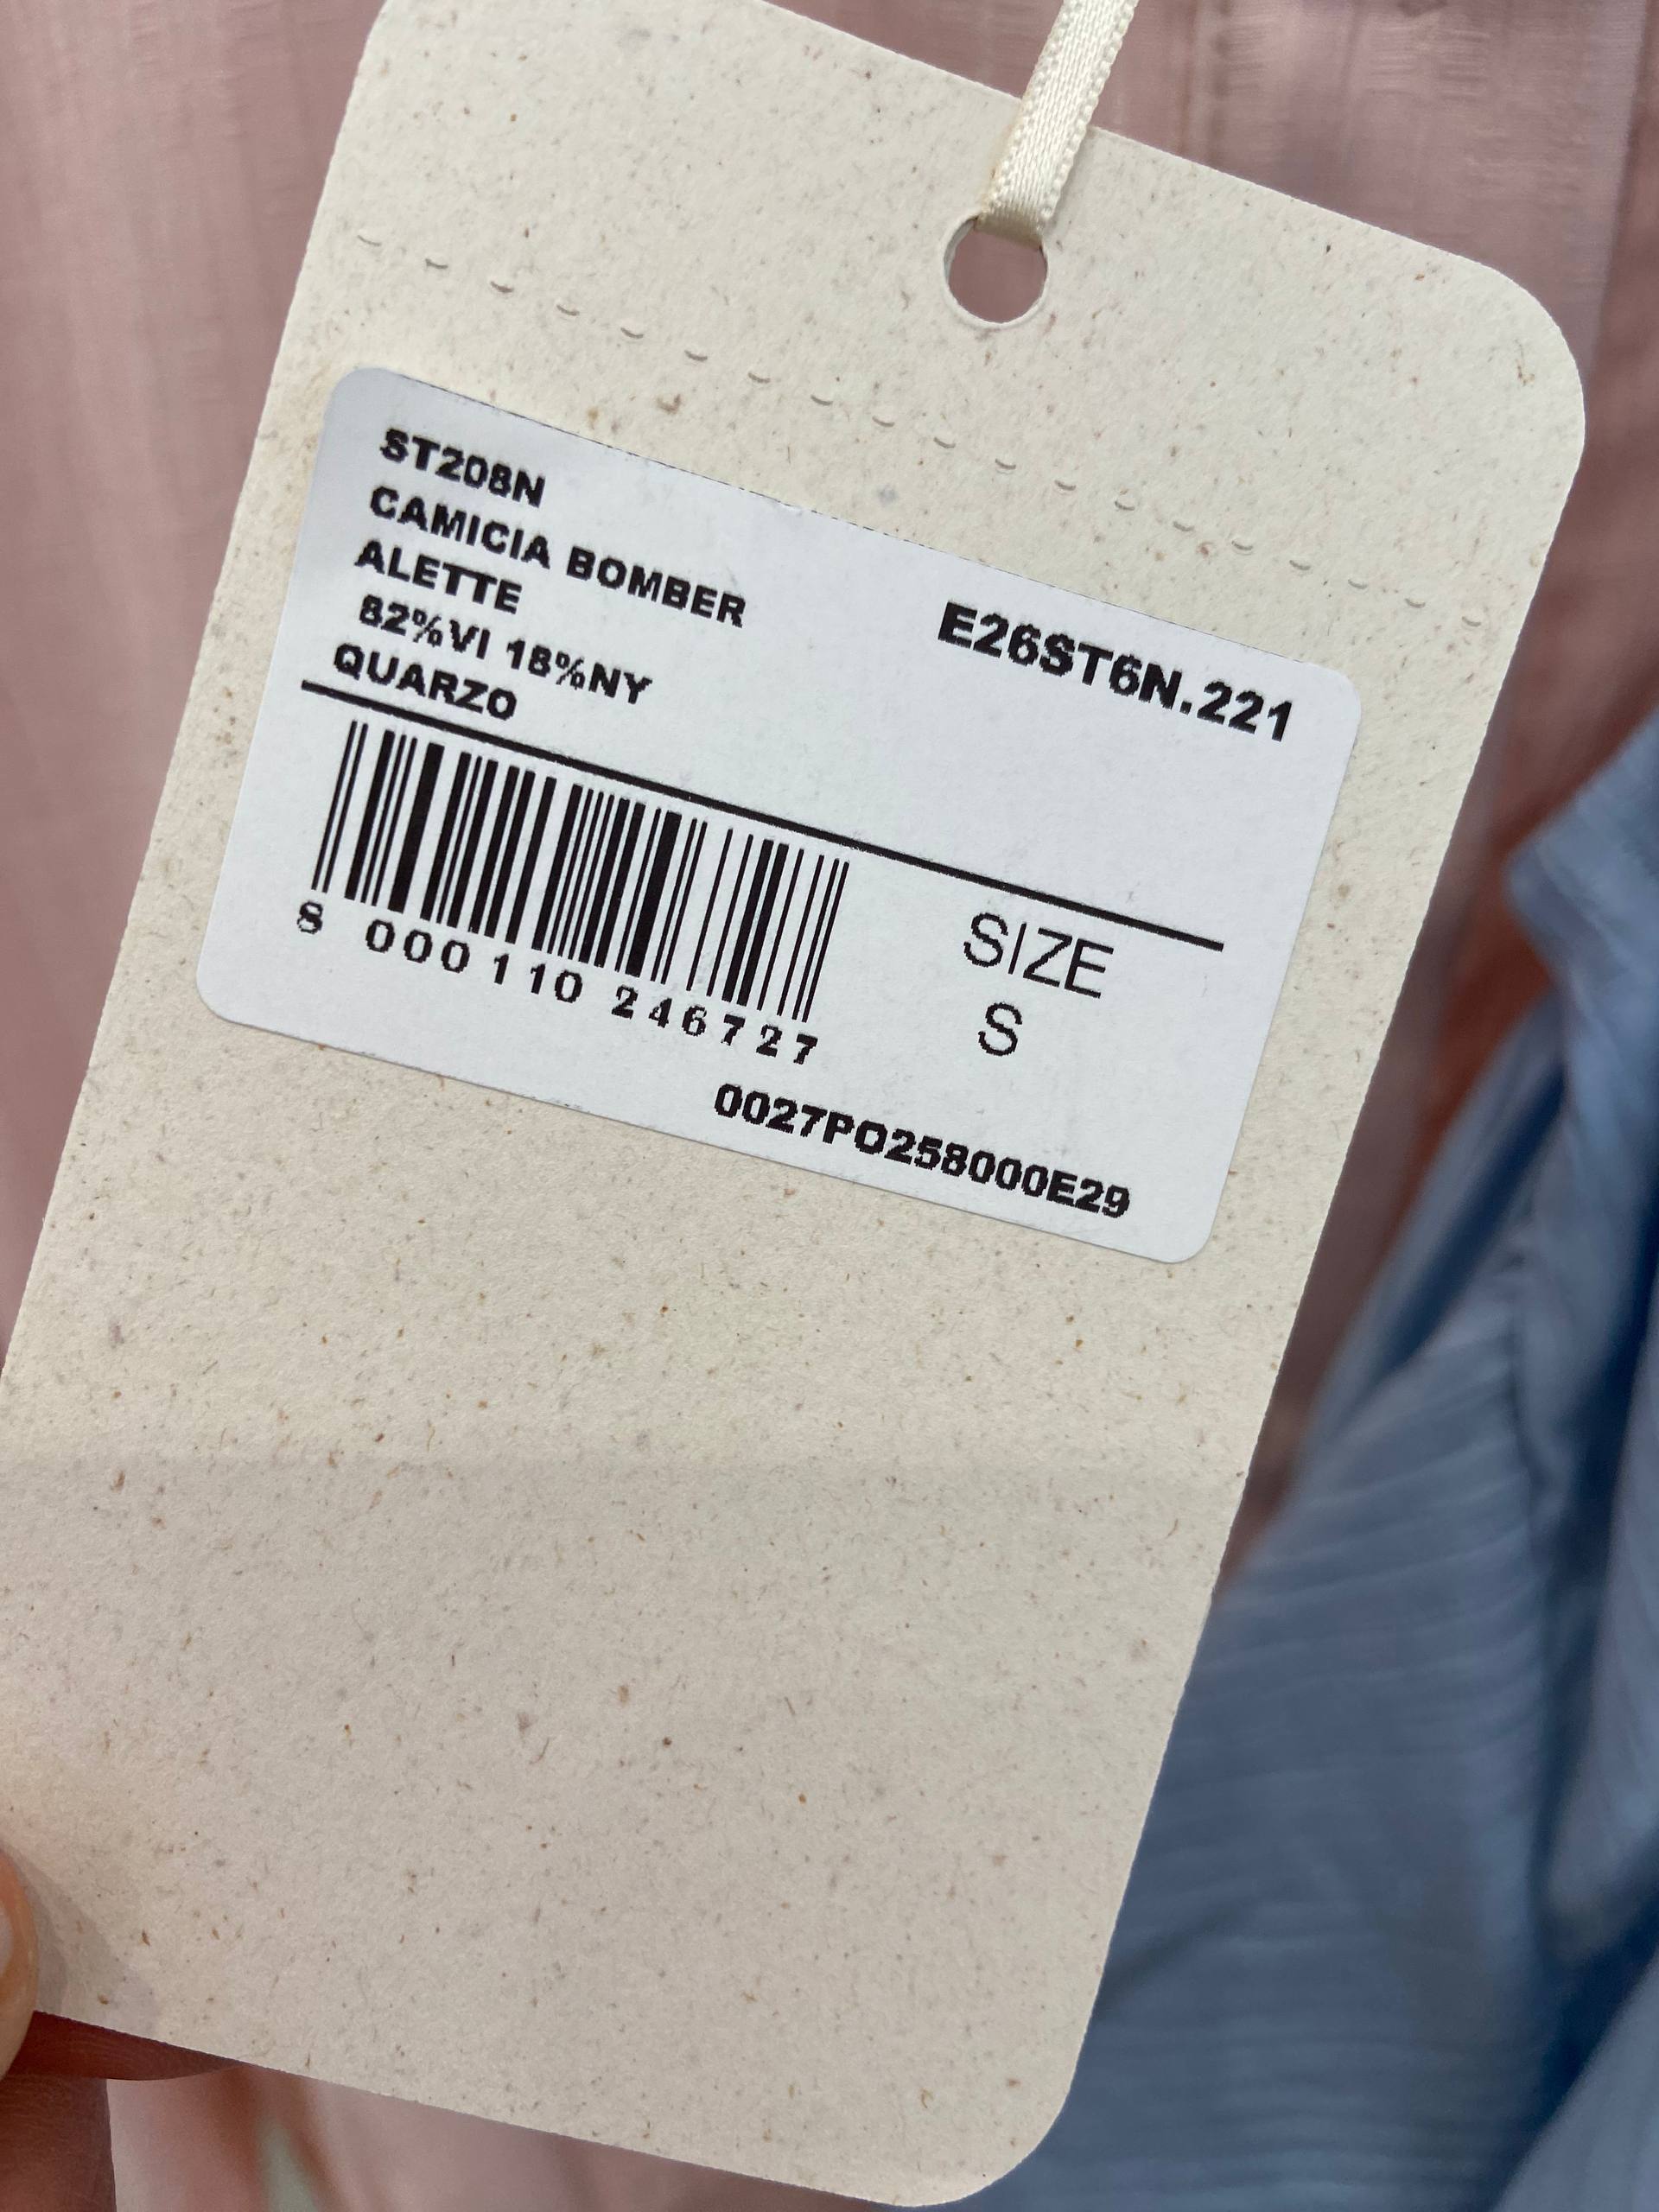 ST208N
CAMICIA BOMBER
ALETTE
82%VI 18%NY
QUARZO
E26ST6N.221
8 000110 246727
SIZE
S
0027PO258000E29